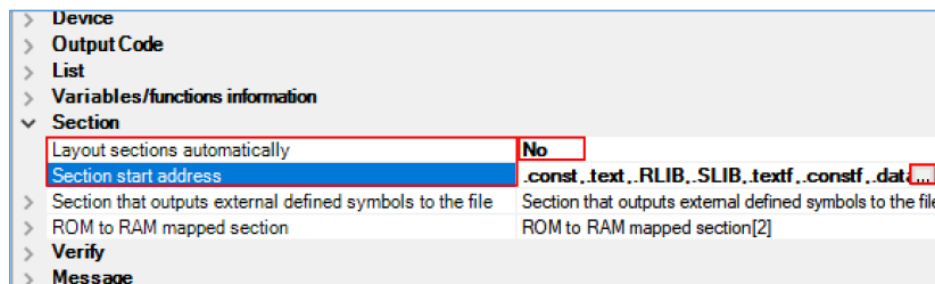 Device
Output Code
List
Variables/functions information
Section
Layout sections automatically No
Section start address .const,.text,.RLIB,.SLIB,.textf,.constf,.data ...
Section that outputs external defined symbols to the file Section that outputs external defined symbols to the file
ROM to RAM mapped section ROM to RAM mapped section[2]
Verify
Message